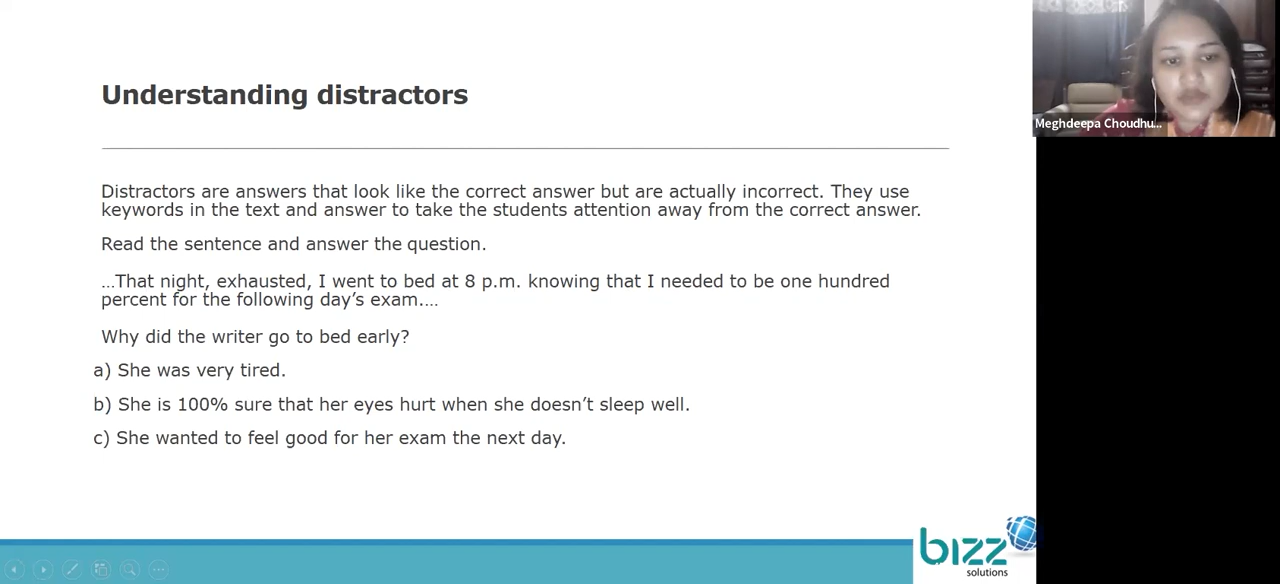 Understanding distractors
Meghdeepa Choudhu...
Distractors are answers that look like the correct answer but are actually incorrect. They use
keywords in the text and answer to take the students attention away from the correct answer.
Read the sentence and answer the question.
…That night, exhausted, I went to bed at 8 p.m. knowing that I needed to be one hundred
percent for the following day’s exam.…
Why did the writer go to bed early?
a) She was very tired.
b) She is 100% sure that her eyes hurt when she doesn’t sleep well.
c) She wanted to feel good for her exam the next day.
bizz
solutions